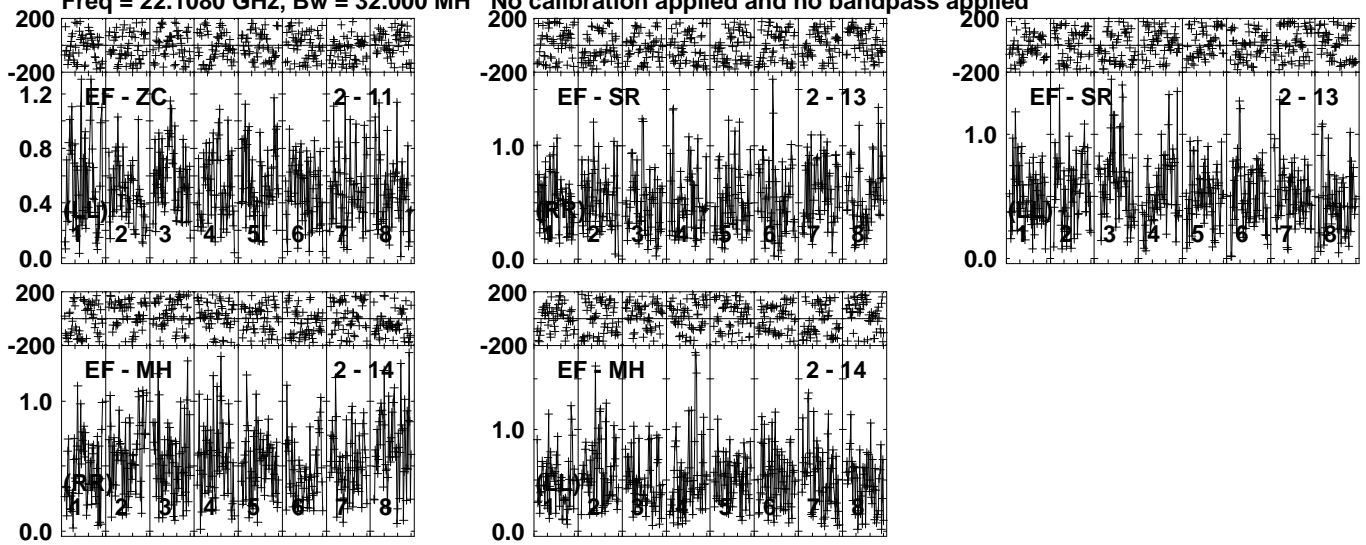 Freq = 22.1080 GHz, Bw = 32.000 MH No calibration applied and no bandpass applied
200
-200
EF - ZC 2 - 11
1.2
0.8
0.4
0.0
(LL)
1 2 3 4 5 6 7 8
200
-200
EF - SR 2 - 13
1.0
0.0
(RR)
1 2 3 4 5 6 7 8
200
-200
EF - SR 2 - 13
1.0
0.0
(LL)
1 2 3 4 5 6 7 8
200
-200
EF - MH 2 - 14
1.0
0.0
(RR)
1 2 3 4 5 6 7 8
200
-200
EF - MH 2 - 14
1.0
0.0
(LL)
1 2 3 4 5 6 7 8